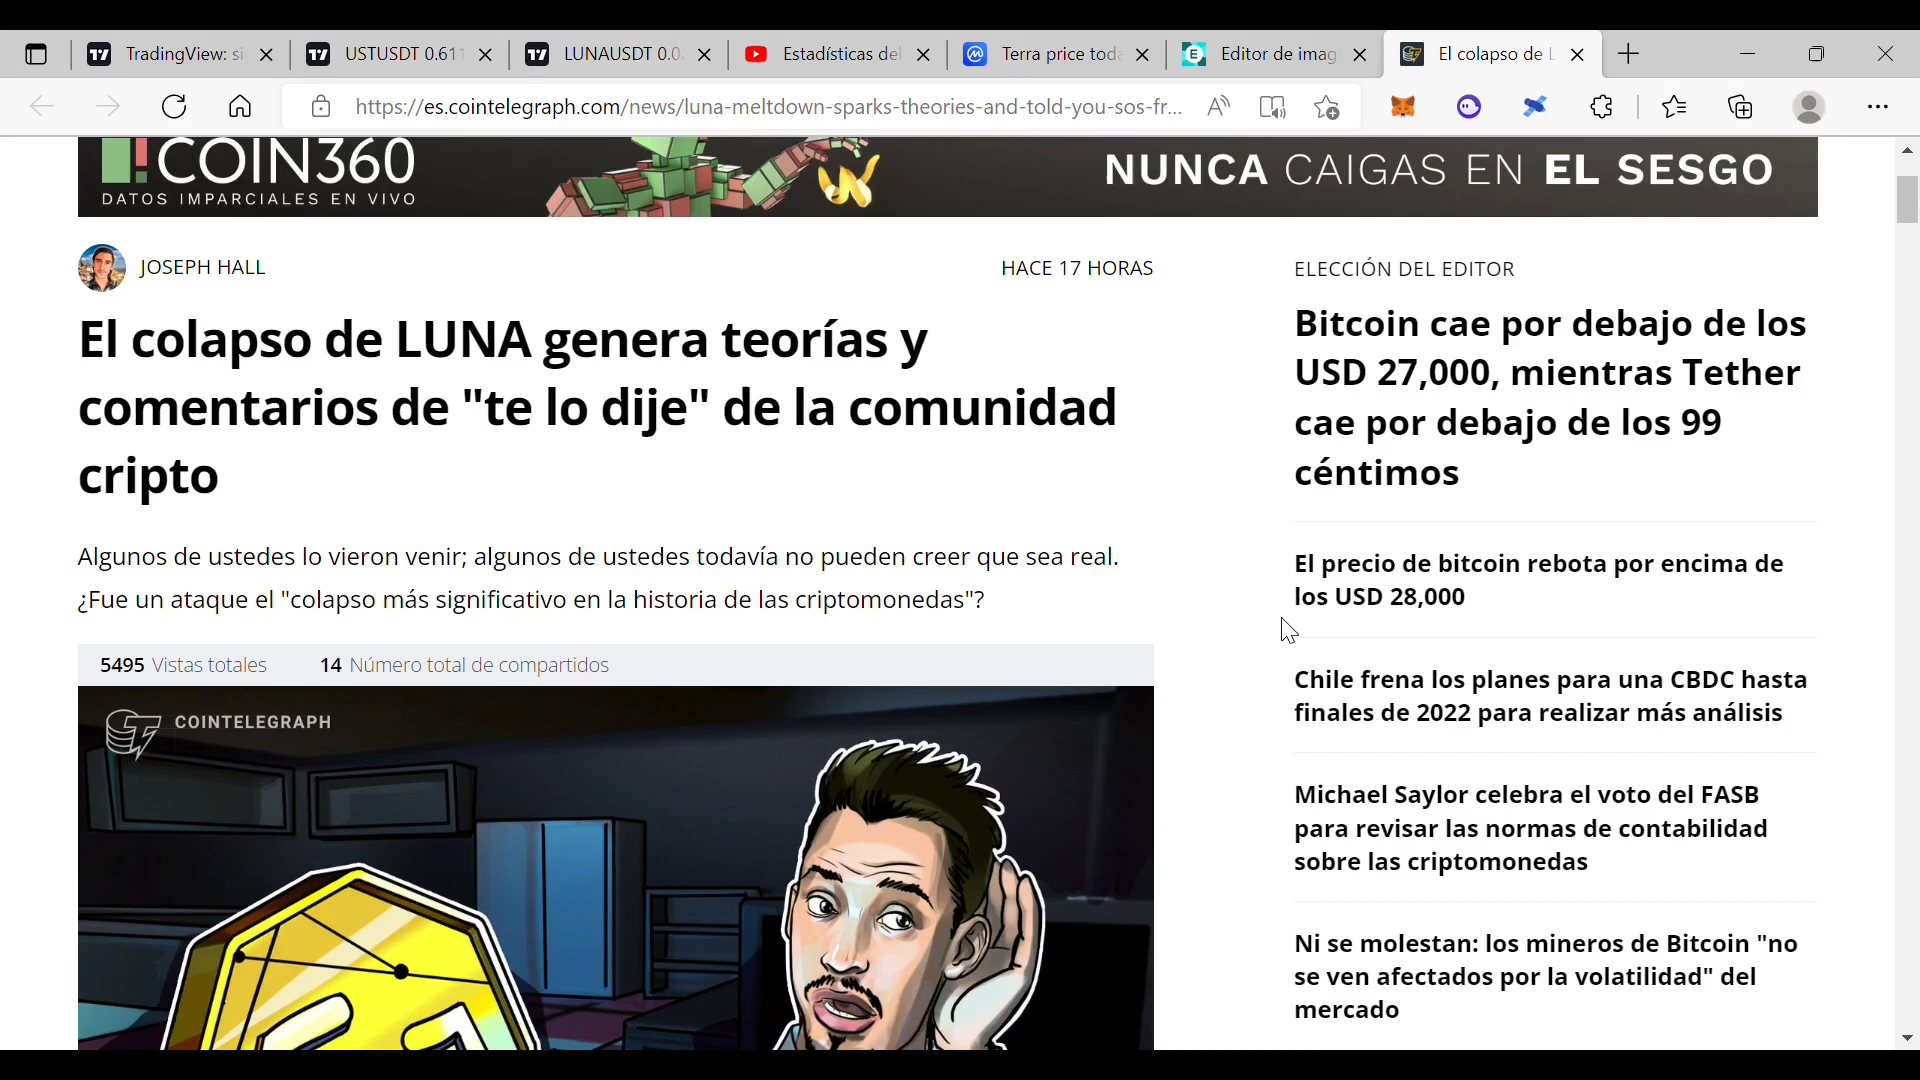 TradingView: si
USTUSDT 0.611
LUNAUSDT 0.0
Estadísticas del
Terra price toda
Editor de imag
El colapso de L
https://es.cointelegraph.com/news/luna-meltdown-sparks-theories-and-told-you-sos-fr...
COIN360
DATOS IMPARCIALES EN VIVO
NUNCA CAIGAS EN EL SESGO
JOSEPH HALL
HACE 17 HORAS
El colapso de LUNA genera teorías y
comentarios de "te lo dije" de la comunidad
cripto
Algunos de ustedes lo vieron venir; algunos de ustedes todavía no pueden creer que sea real.
¿Fue un ataque el "colapso más significativo en la historia de las criptomonedas"?
5495 Vistas totales
14 Número total de compartidos
COINTELEGRAPH
ELECCIÓN DEL EDITOR
Bitcoin cae por debajo de los
USD 27,000, mientras Tether
cae por debajo de los 99
céntimos
El precio de bitcoin rebota por encima de
los USD 28,000
Chile frena los planes para una CBDC hasta
finales de 2022 para realizar más análisis
Michael Saylor celebra el voto del FASB
para revisar las normas de contabilidad
sobre las criptomonedas
Ni se molestan: los mineros de Bitcoin "no
se ven afectados por la volatilidad" del
mercado